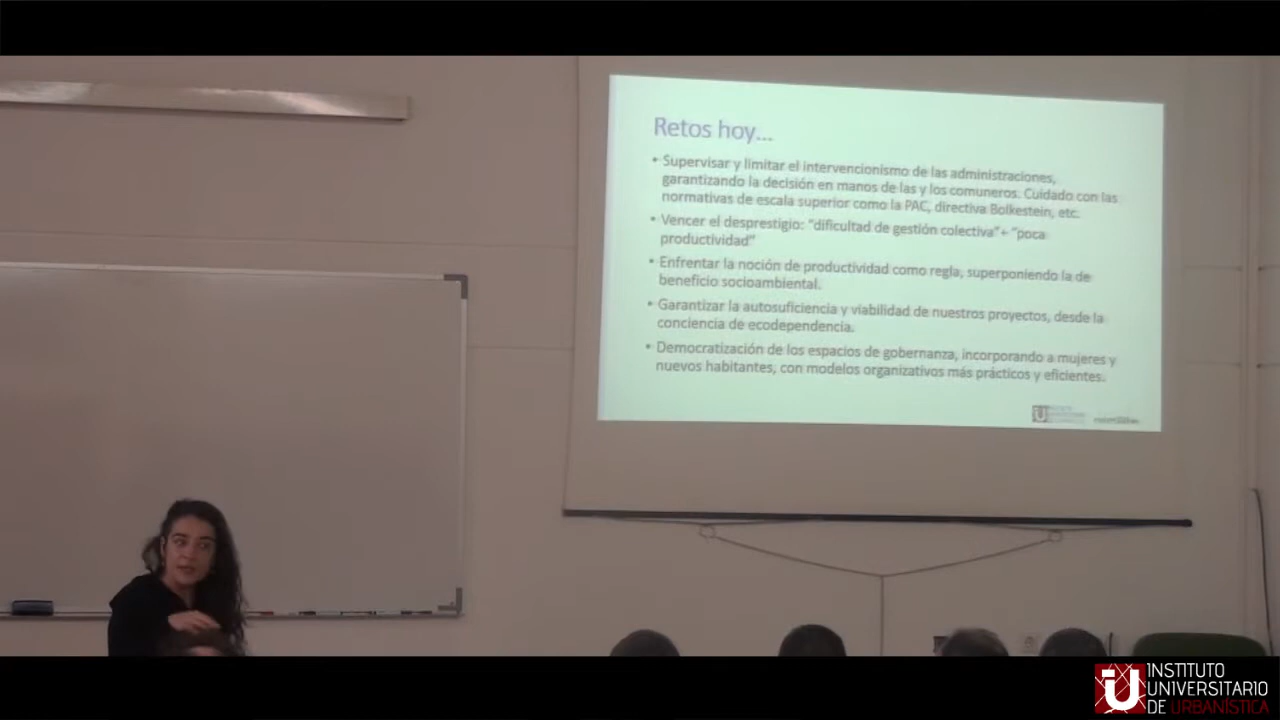 Retos hoy...
• Supervisar y limitar el intervencionismo de las administraciones,
garantizando la decisión en manos de las y los comuneros. Cuidado con las
normativas de escala superior como la PAC, directiva Bolkestein, etc.
• Vencer el desprestigio: "dificultad de gestión colectiva"+"poca
productividad"
• Enfrentar la noción de productividad como regla, superponiendo la de
beneficio socioambiental.
• Garantizar la autosuficiencia y viabilidad de nuestros proyectos, desde la
conciencia de ecodependencia.
• Democratización de los espacios de gobernanza, incorporando a mujeres y
nuevos habitantes, con modelos organizativos más prácticos y eficientes.
INSTITUTO
UNIVERSITARIO
DE URBANÍSTICA